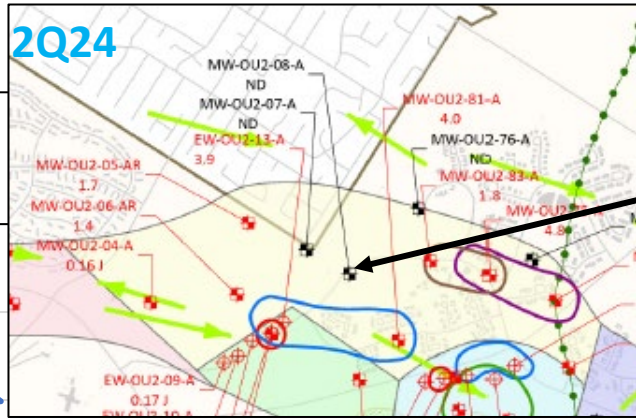 2Q24
MW-OU2-08-A
ND
MW-OU2-07-A
ND
EW-OU2-13-A
3.9
MW-OU2-81-A
4.0
MW-OU2-76-A
ND
MW-OU2-83-A
1.8
MW-OU2-05-AR
1.7
MW-OU2-06-AR
1.4
MW-OU2-04-A
0.16 J
4.8
EW-OU2-09-A
0.17 J